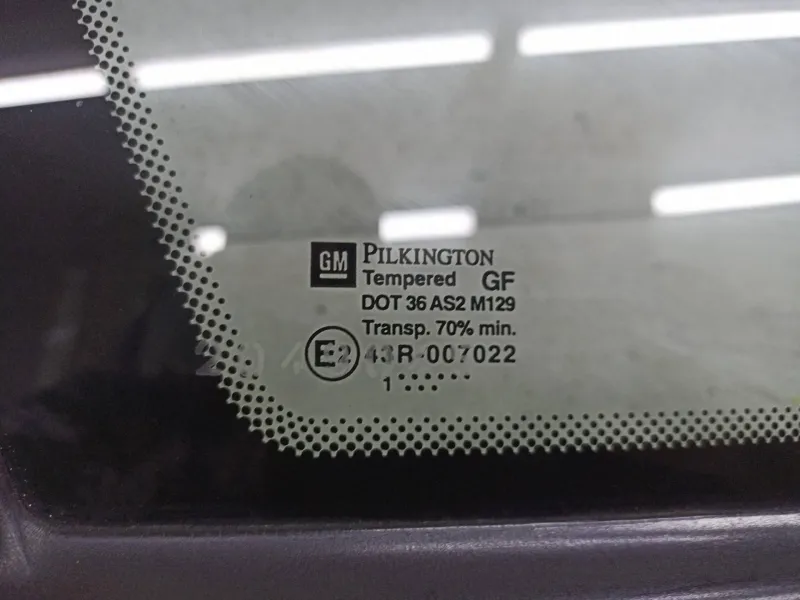 GM PILKINGTON
Tempered GF
DOT 36 AS2 M129
Transp. 70% min.
E2 43R-007022
1